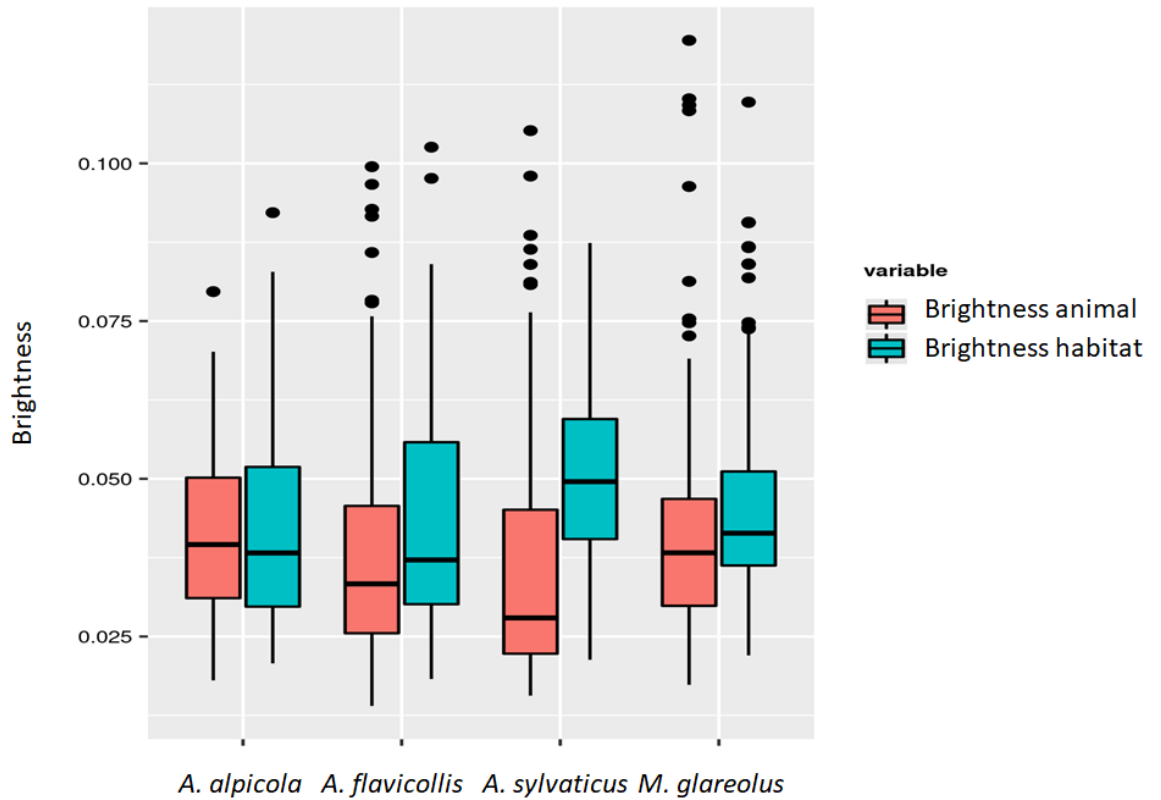 Brightness
0.100
0.075
0.050
0.025
A. alpicola A. flavicollis A. sylvaticus M. glareolus
variable
Brightness animal
Brightness habitat